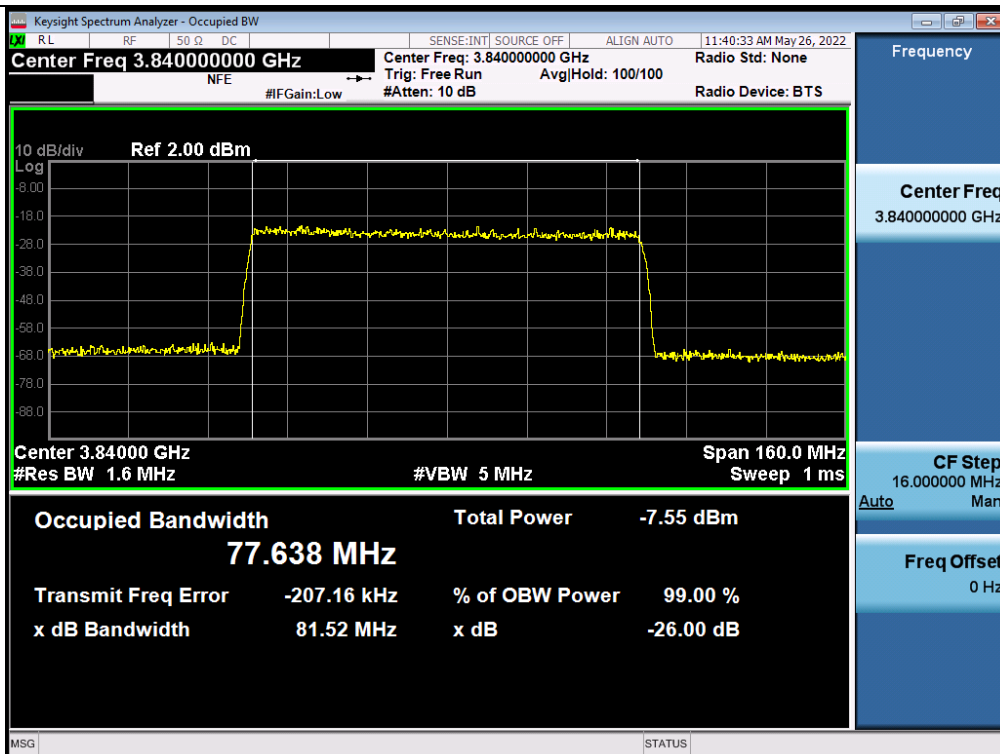 Keysight Spectrum Analyzer - Occupied BW
LXI RL RF 50 Ω DC SENSE:INT SOURCE OFF ALIGN AUTO 11:40:33 AM May 26, 2022
Center Freq 3.840000000 GHz
NFE
#IFGain:Low
Center Freq: 3.840000000 GHz
Trig: Free Run Avg|Hold: 100/100
#Atten: 10 dB
Radio Std: None
Radio Device: BTS
10 dB/div Ref 2.00 dBm
Log
-8.00
-18.0
-28.0
-38.0
-48.0
-58.0
-68.0
-78.0
-88.0
Center 3.84000 GHz Span 160.0 MHz
#Res BW 1.6 MHz #VBW 5 MHz Sweep 1 ms
Occupied Bandwidth Total Power -7.55 dBm
77.638 MHz
Transmit Freq Error -207.16 kHz % of OBW Power 99.00 %
x dB Bandwidth 81.52 MHz x dB -26.00 dB
MSG STATUS
Frequency
Center Freq
3.840000000 GHz
CF Step
16.000000 MHz
Auto Man
Freq Offset
0 Hz